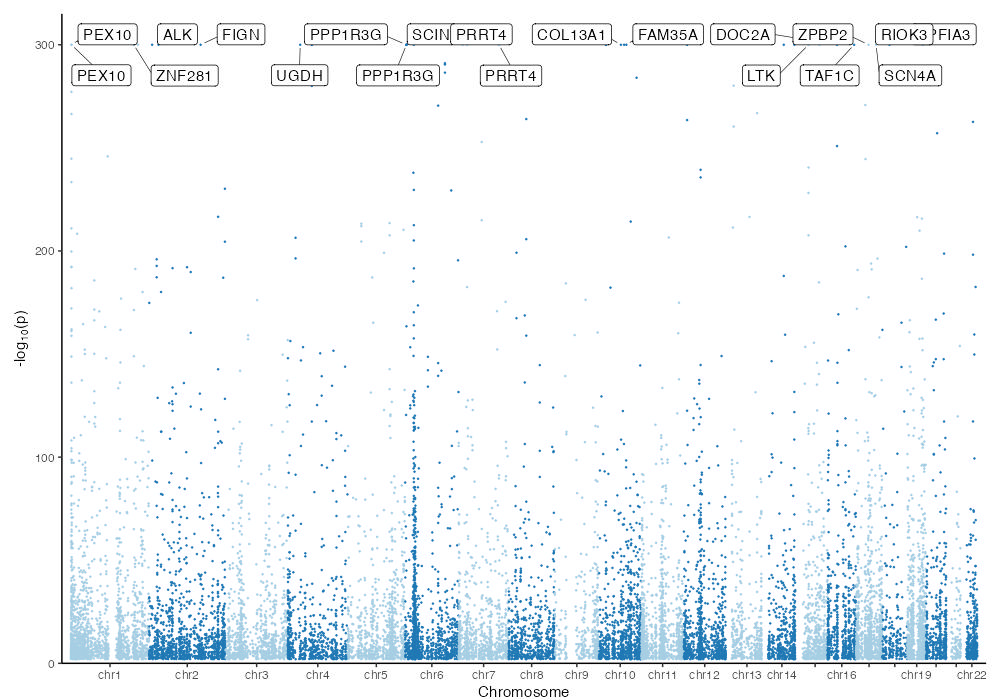 PEX10 ALK FIGN PPP1R3G SCIN PRRT4 COL13A1 FAM35A DOC2A ZPBP2 RIOK3 PFIA3
PEX10 ZNF281 UGDH PPP1R3G PRRT4 LTK TAF1C SCN4A
300
200
100
0
-log10(p)
chr1 chr2 chr3 chr4 chr5 chr6 chr7 chr8 chr9 chr10 chr11 chr12 chr13 chr14 chr16 chr19 chr22
Chromosome